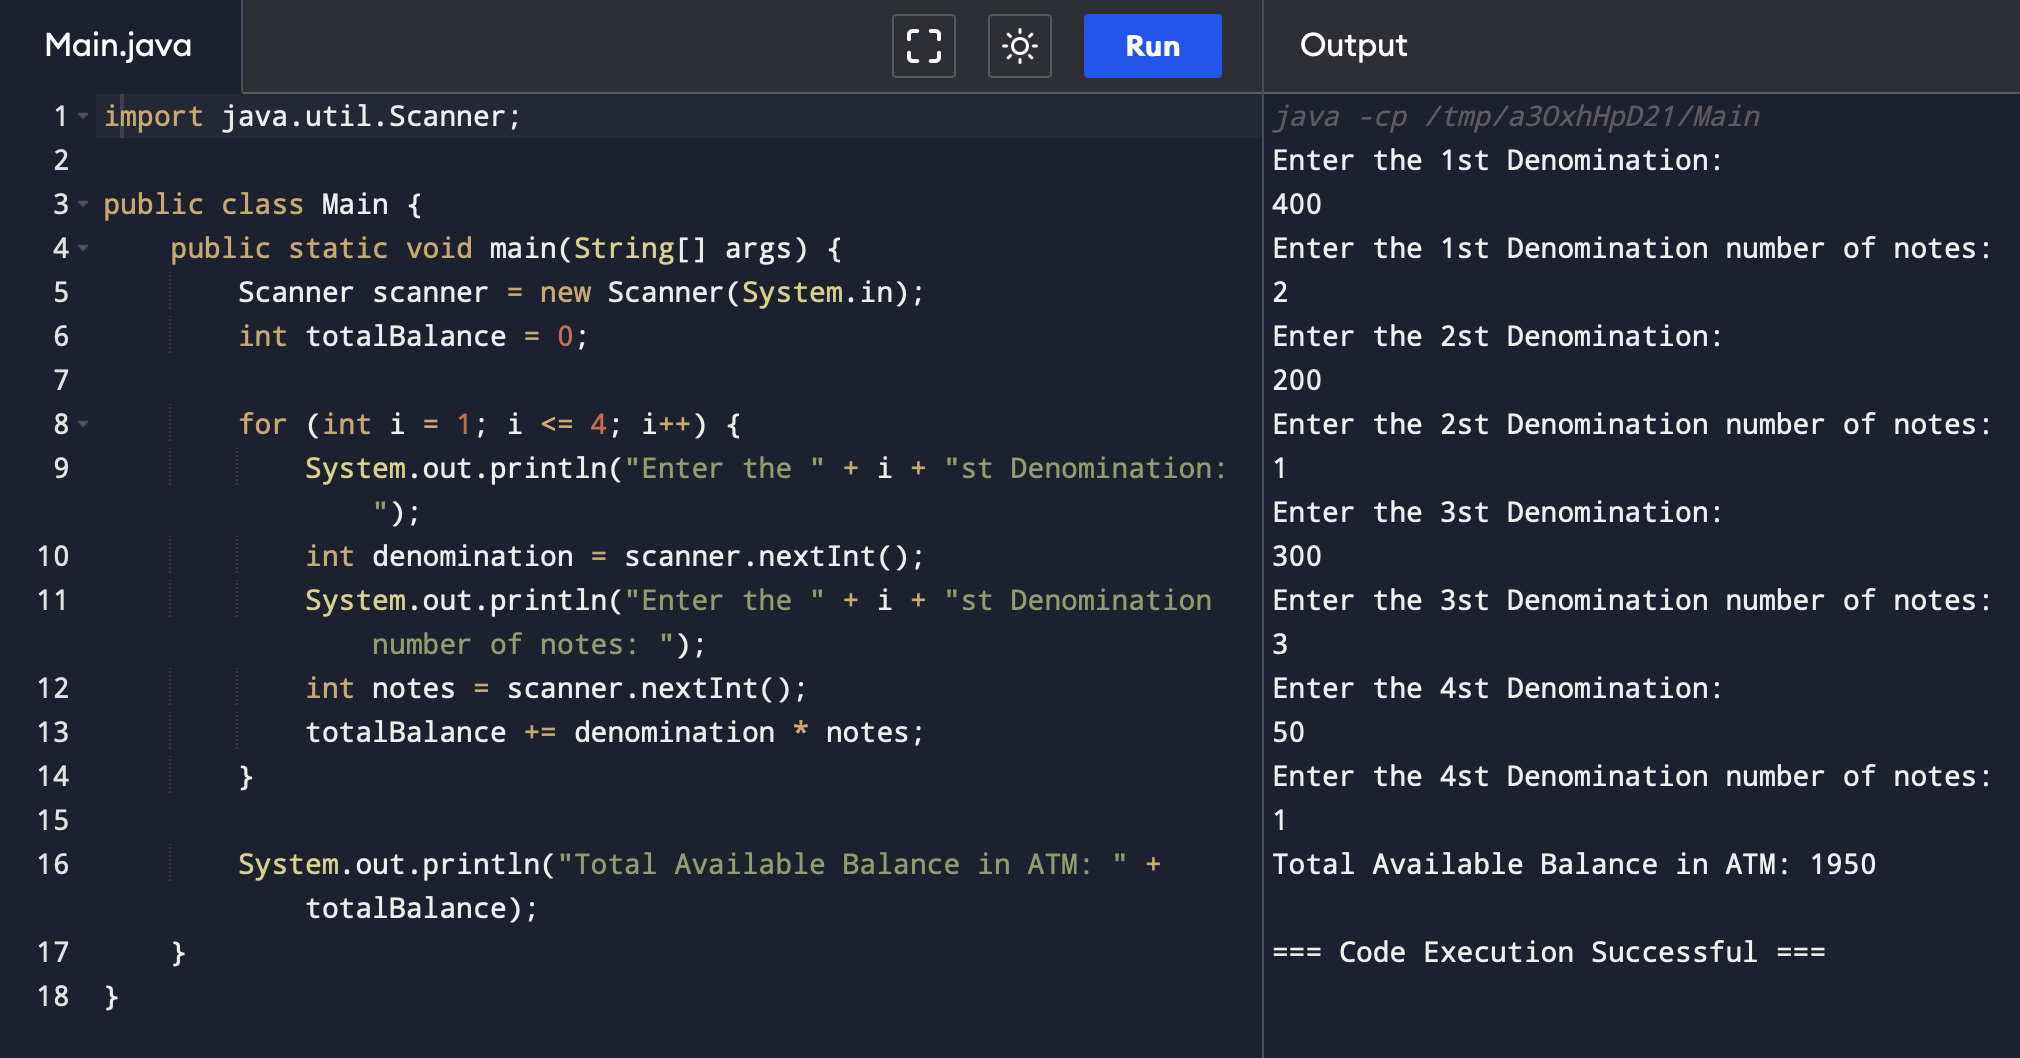 Main.java
Run
1 import java.util.Scanner;
2
3 public class Main {
4     public static void main(String[] args) {
5         Scanner scanner = new Scanner(System.in);
6         int totalBalance = 0;
7
8         for (int i = 1; i <= 4; i++) {
9             System.out.println("Enter the " + i + "st Denomination:
                ");
10             int denomination = scanner.nextInt();
11             System.out.println("Enter the " + i + "st Denomination
                number of notes: ");
12             int notes = scanner.nextInt();
13             totalBalance += denomination * notes;
14         }
15
16         System.out.println("Total Available Balance in ATM: " +
            totalBalance);
17     }
18 }
Output
java -cp /tmp/a3OxhHpD21/Main
Enter the 1st Denomination:
400
Enter the 1st Denomination number of notes:
2
Enter the 2st Denomination:
200
Enter the 2st Denomination number of notes:
1
Enter the 3st Denomination:
300
Enter the 3st Denomination number of notes:
3
Enter the 4st Denomination:
50
Enter the 4st Denomination number of notes:
1
Total Available Balance in ATM: 1950

=== Code Execution Successful ===